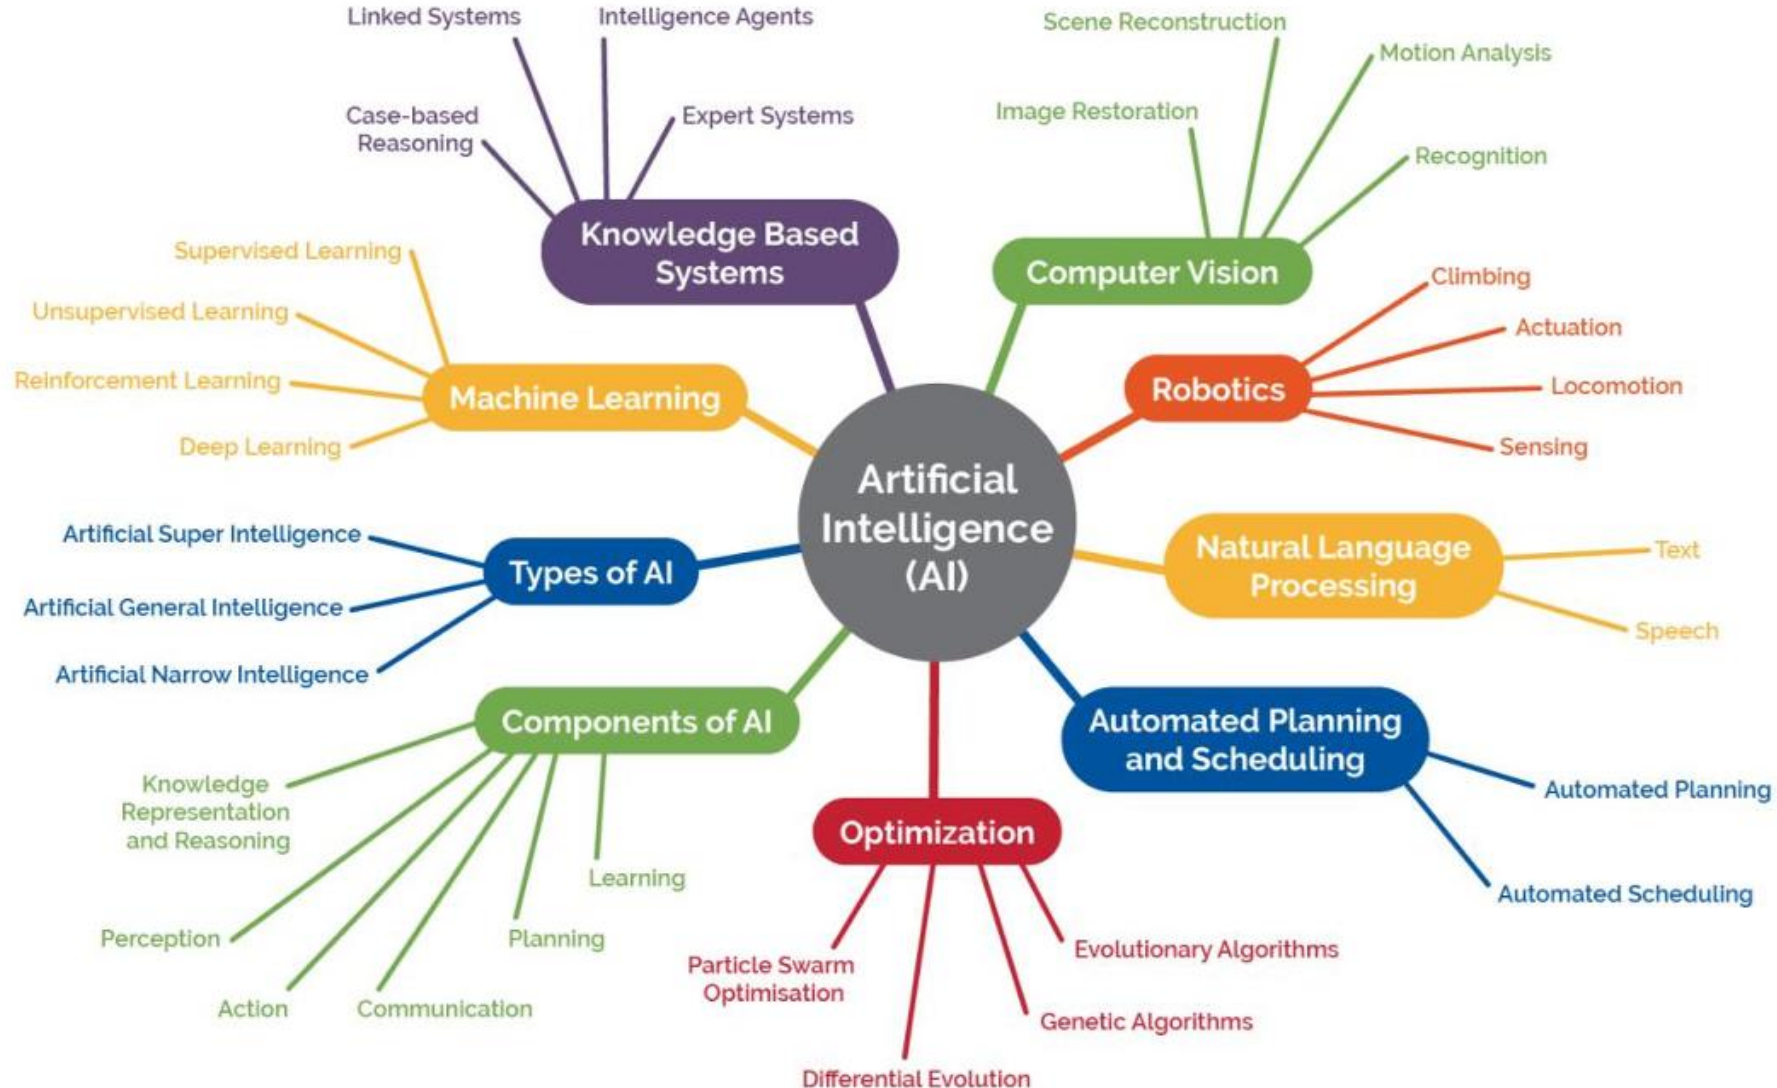 Linked Systems
Intelligence Agents
Case-based
Reasoning
Expert Systems
Knowledge Based
Systems
Scene Reconstruction
Motion Analysis
Image Restoration
Recognition
Computer Vision
Supervised Learning
Unsupervised Learning
Reinforcement Learning
Deep Learning
Machine Learning
Climbing
Actuation
Locomotion
Sensing
Robotics
Artificial
Intelligence
(AI)
Artificial Super Intelligence
Artificial General Intelligence
Artificial Narrow Intelligence
Types of AI
Natural Language
Processing
Text
Speech
Components of AI
Knowledge
Representation
and Reasoning
Perception
Action
Communication
Planning
Learning
Optimization
Particle Swarm
Optimisation
Differential Evolution
Genetic Algorithms
Evolutionary Algorithms
Automated Planning
and Scheduling
Automated Planning
Automated Scheduling